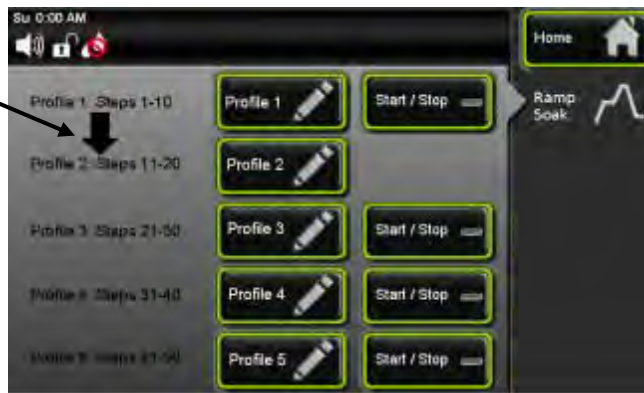 Su 0:00 AM
Home
Profile 1 Steps 1-10
Profile 1
Start / Stop
Ramp
Soak
Profile 2 Steps 11-20
Profile 2
Profile 3 Steps
Profile 3
Start / Stop
Steps 31-40
Profile 4
Start / Stop
Profile 5
Start / Stop